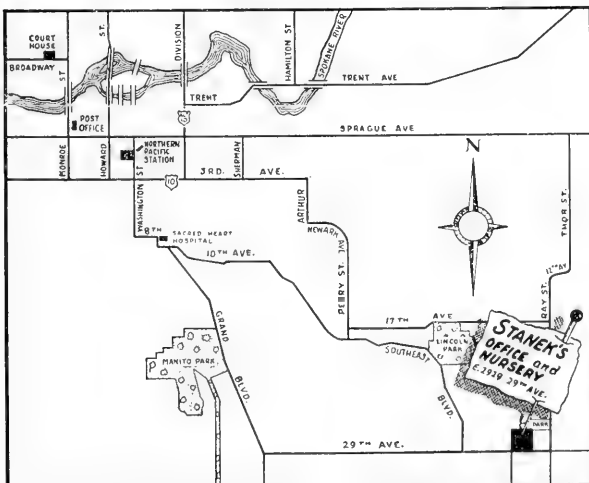 COURT
HOUSE
BROADWAY
ST
ST.
DIVISION
HAMILTON ST
SPOKANE RIVER
TRENT AVE
TRENT
POST
OFFICE
SPRAGUE AVE
MONROE
HOWARD
WASHINGTON ST
NORTHERN
PACIFIC
STATION
10
3RD. AVE.
SHERMAN
ARTHUR
NEWARK AVE
PERRY ST.
N
THOR ST.
12TH AV
RAY ST.
8TH
SACRED HEART
HOSPITAL
10TH AVE.
17TH AVE
LINCOLN
PARK
SOUTHEAST
BLVD.
GRAND
BLVD.
MANITO PARK
STANEK'S
OFFICE and
NURSERY
E.2929 29TH AVE.
PARK
29TH AVE.